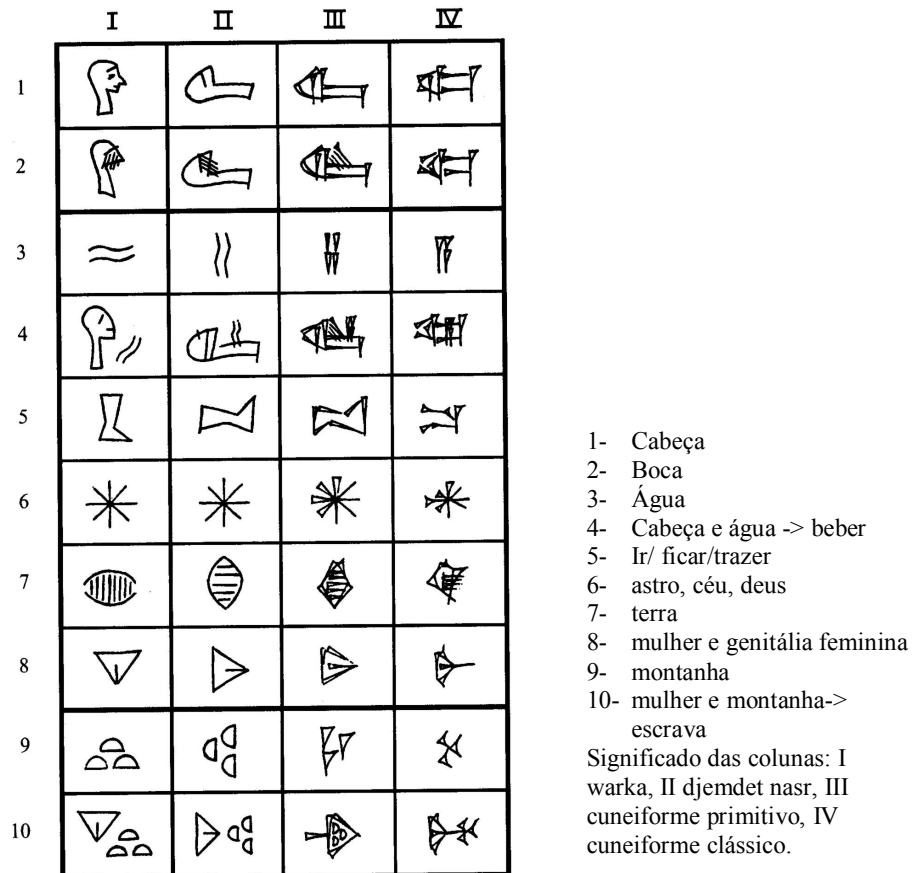 I II III IV
1
2
3
4
5
6
7
8
9
10
1- Cabeça
2- Boca
3- Água
4- Cabeça e água -> beber
5- Ir/ ficar/trazer
6- astro, céu, deus
7- terra
8- mulher e genitália feminina
9- montanha
10- mulher e montanha->
escrava
Significado das colunas: I
warka, II djemdet nasr, III
cuneiforme primitivo, IV
cuneiforme clássico.